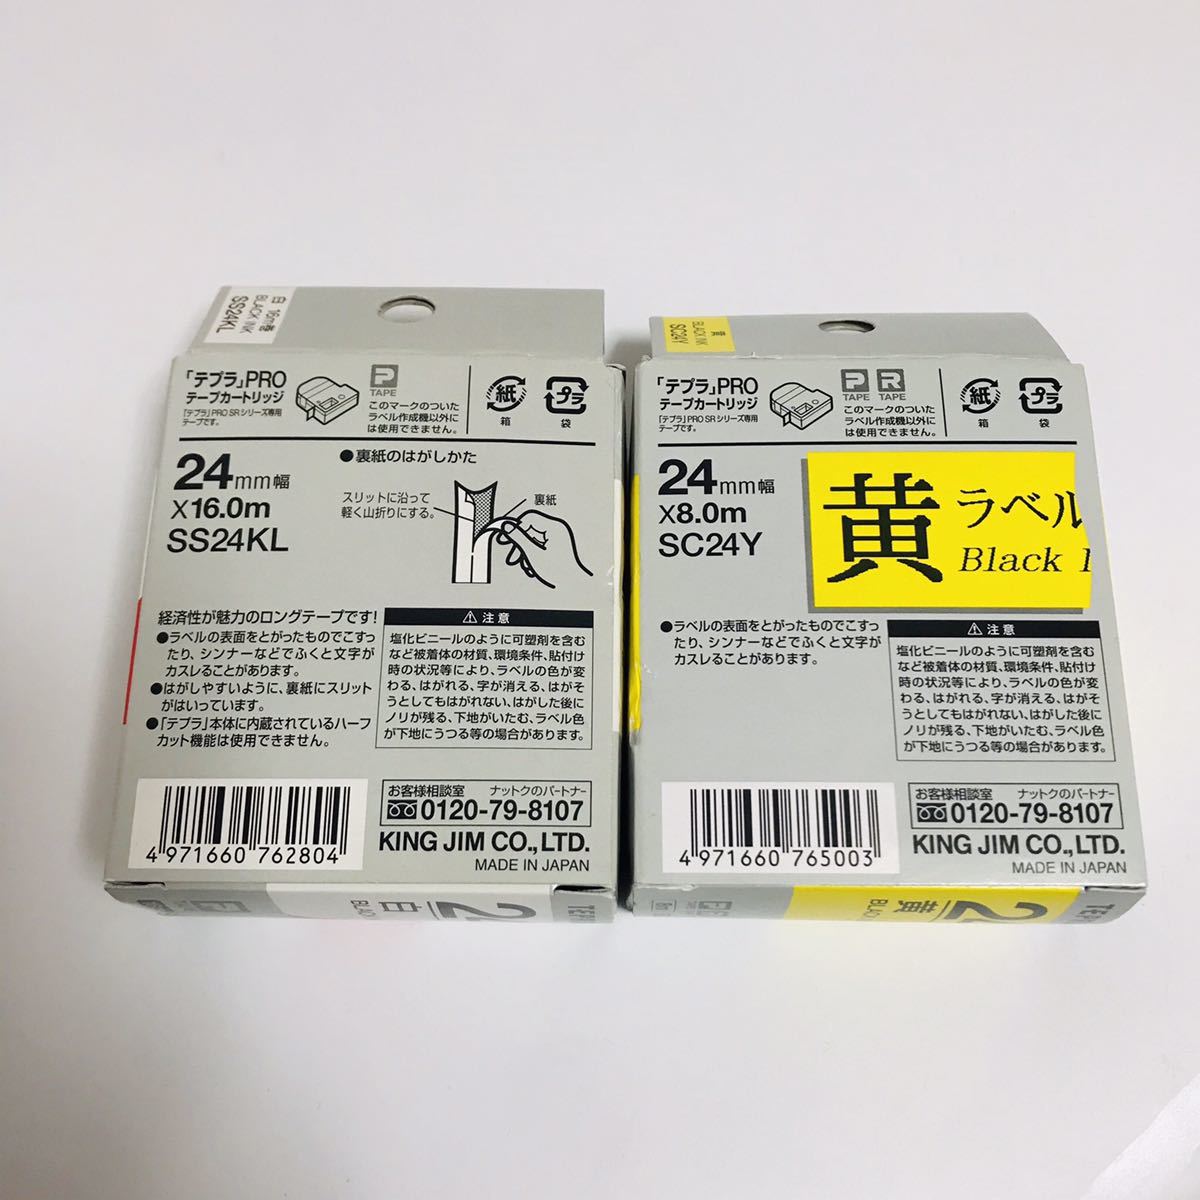 白 16m巻
BLACK INK
SS24KL
「テプラ」PRO
テープカートリッジ
「テプラ」PRO SRシリーズ専用
テープです。
P
TAPE
このマークのついた
ラベル作成機以外に
は使用できません。
紙
箱
プラ
袋
24mm幅
X16.0m
SS24KL
●裏紙のはがしかた
スリットに沿って
軽く山折りにする。
裏紙
経済性が魅力のロングテープです!
●ラベルの表面をとがったものでこすっ
たり、シンナーなどでふくと文字が
カスレることがあります。
●はがしやすいように、裏紙にスリット
がはいっています。
●「テプラ」本体に内蔵されているハーフ
カット機能は使用できません。
注意
塩化ビニールのように可塑剤を含む
など被着体の材質、環境条件、貼付け
時の状況等により、ラベルの色が変
わる、はがれる、字が消える、はがそ
うとしてもはがれない、はがした後に
ノリが残る、下地がいたむ、ラベル色
が下地にうつる等の場合があります。
4 971660 762804
お客様相談室 ナットクのパートナー
0120-79-8107
KING JIM CO.,LTD.
MADE IN JAPAN
白
BLACK
黄
BLACK INK
SC24Y
「テプラ」PRO
テープカートリッジ
「テプラ」PRO SRシリーズ専用
テープです。
P
TAPE
R
TAPE
このマークのついた
ラベル作成機以外に
は使用できません。
紙
箱
プラ
袋
24mm幅
X8.0m
SC24Y
黄 ラベル
Black I
●ラベルの表面をとがったものでこすっ
たり、シンナーなどでふくと文字が
カスレることがあります。
注意
塩化ビニールのように可塑剤を含む
など被着体の材質、環境条件、貼付け
時の状況等により、ラベルの色が変
わる、はがれる、字が消える、はがそ
うとしてもはがれない、はがした後に
ノリが残る、下地がいたむ、ラベル色
が下地にうつる等の場合があります。
4 971660 765003
お客様相談室 ナットクのパートナー
0120-79-8107
KING JIM CO.,LTD.
MADE IN JAPAN
黄
BLAC